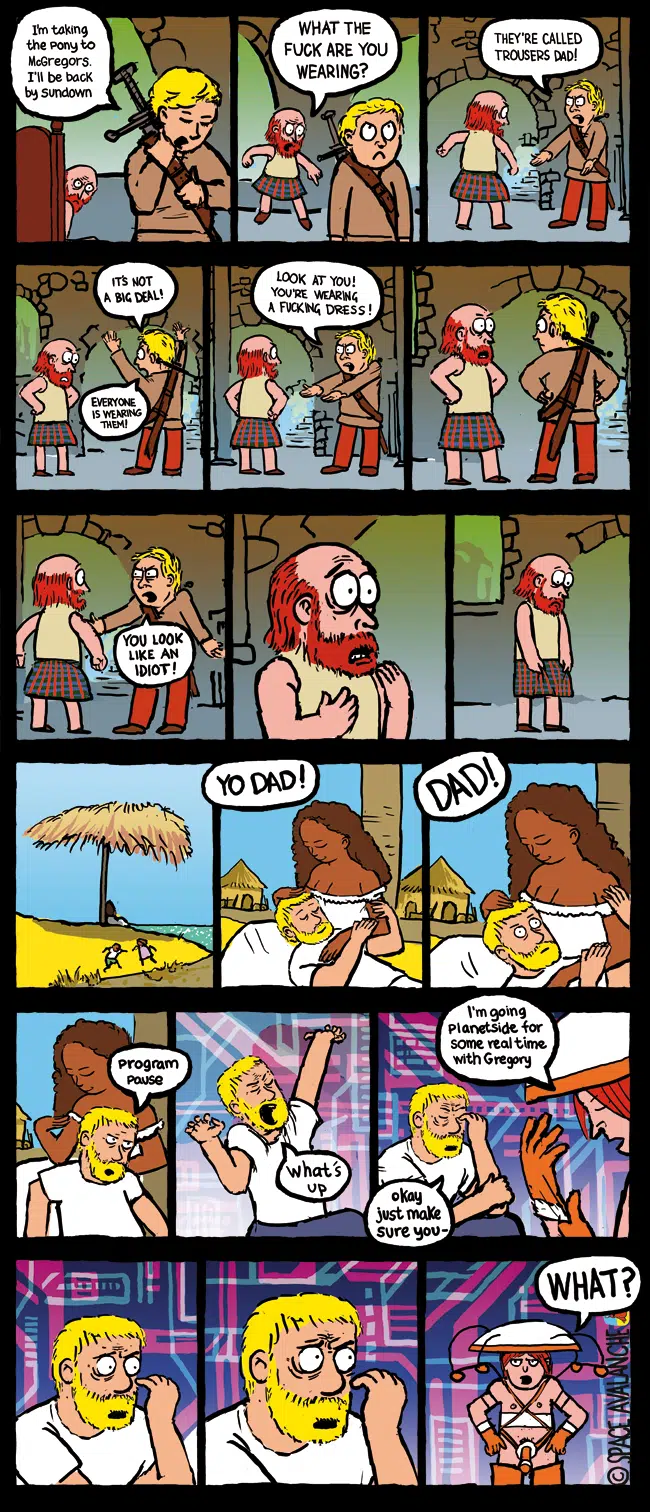 I'm taking
the pony to
McGregors.
I'll be back
by sundown
WHAT THE
FUCK ARE YOU
WEARING?
THEY'RE CALLED
TROUSERS DAD!
IT'S NOT
A BIG DEAL!
EVERYONE
IS WEARING
THEM!
LOOK AT YOU!
YOU'RE WEARING
A FUCKING DRESS!
YOU LOOK
LIKE AN
IDIOT!
YO DAD!
DAD!
Program
Pause
What's
up
I'm going
Planetside for
some real time
with Gregory
okay
just make
sure you-
WHAT?
© SPACE AVALANCHE